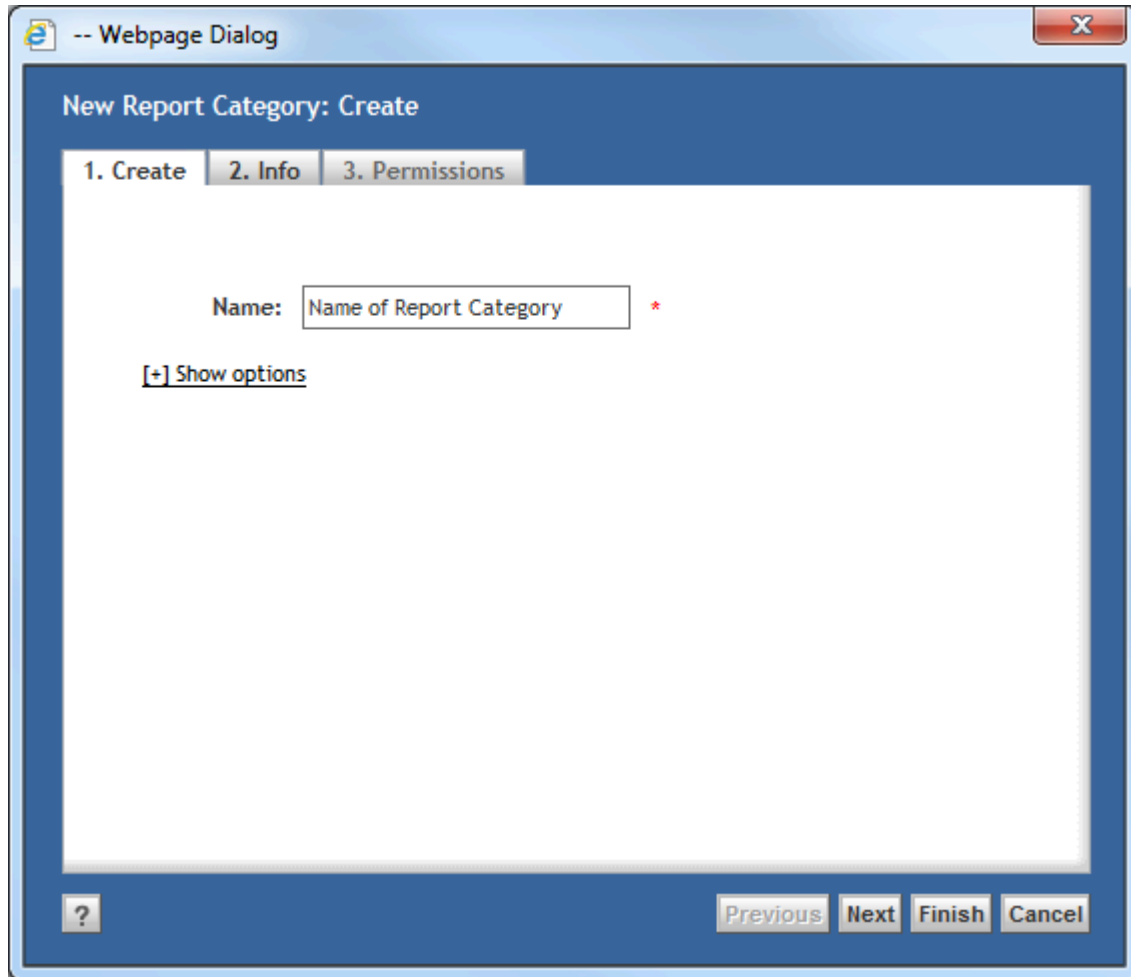 -- Webpage Dialog
X
New Report Category: Create
1. Create 2. Info 3. Permissions
Name: Name of Report Category *
[+] Show options
? Previous Next Finish Cancel